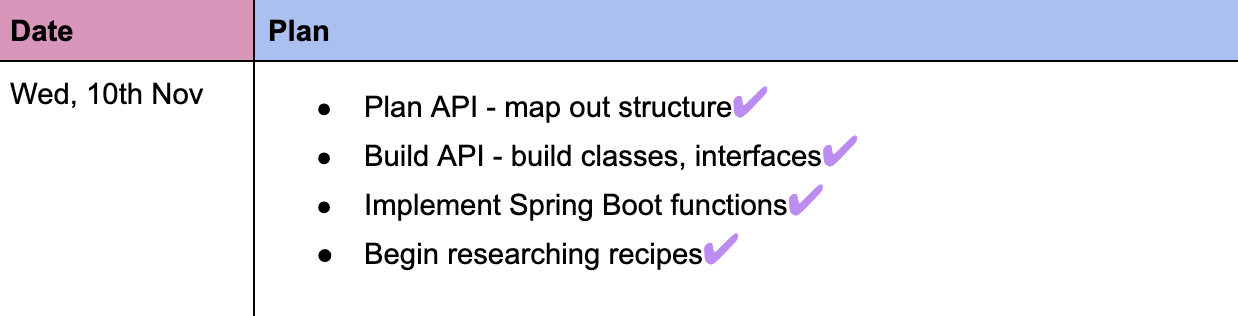 Date
Plan
Wed, 10th Nov
● Plan API - map out structure✔
● Build API - build classes, interfaces✔
● Implement Spring Boot functions✔
● Begin researching recipes✔